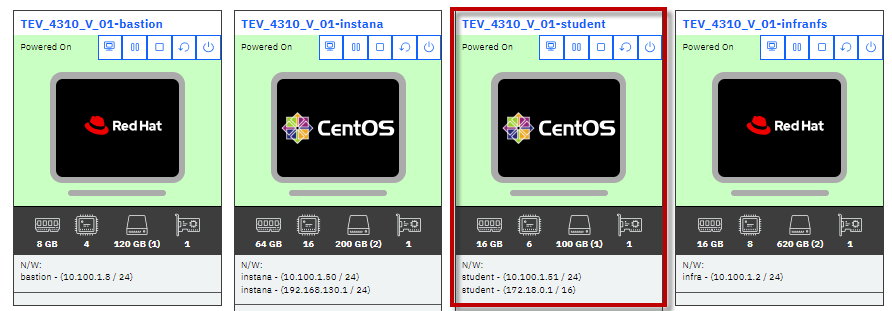 TEV_4310_V_01-bastion
Powered On
Red Hat
8 GB 4 120 GB (1) 1
N/W:
bastion - (10.100.1.8 / 24)
TEV_4310_V_01-instana
Powered On
CentOS
64 GB 16 200 GB (2) 1
N/W:
instana - (10.100.1.50 / 24)
instana - (192.168.130.1 / 24)
TEV_4310_V_01-student
Powered On
CentOS
16 GB 6 100 GB (1) 1
N/W:
student - (10.100.1.51 / 24)
student - (172.18.0.1 / 16)
TEV_4310_V_01-infranfs
Powered On
Red Hat
16 GB 8 620 GB (2) 1
N/W:
infra - (10.100.1.2 / 24)